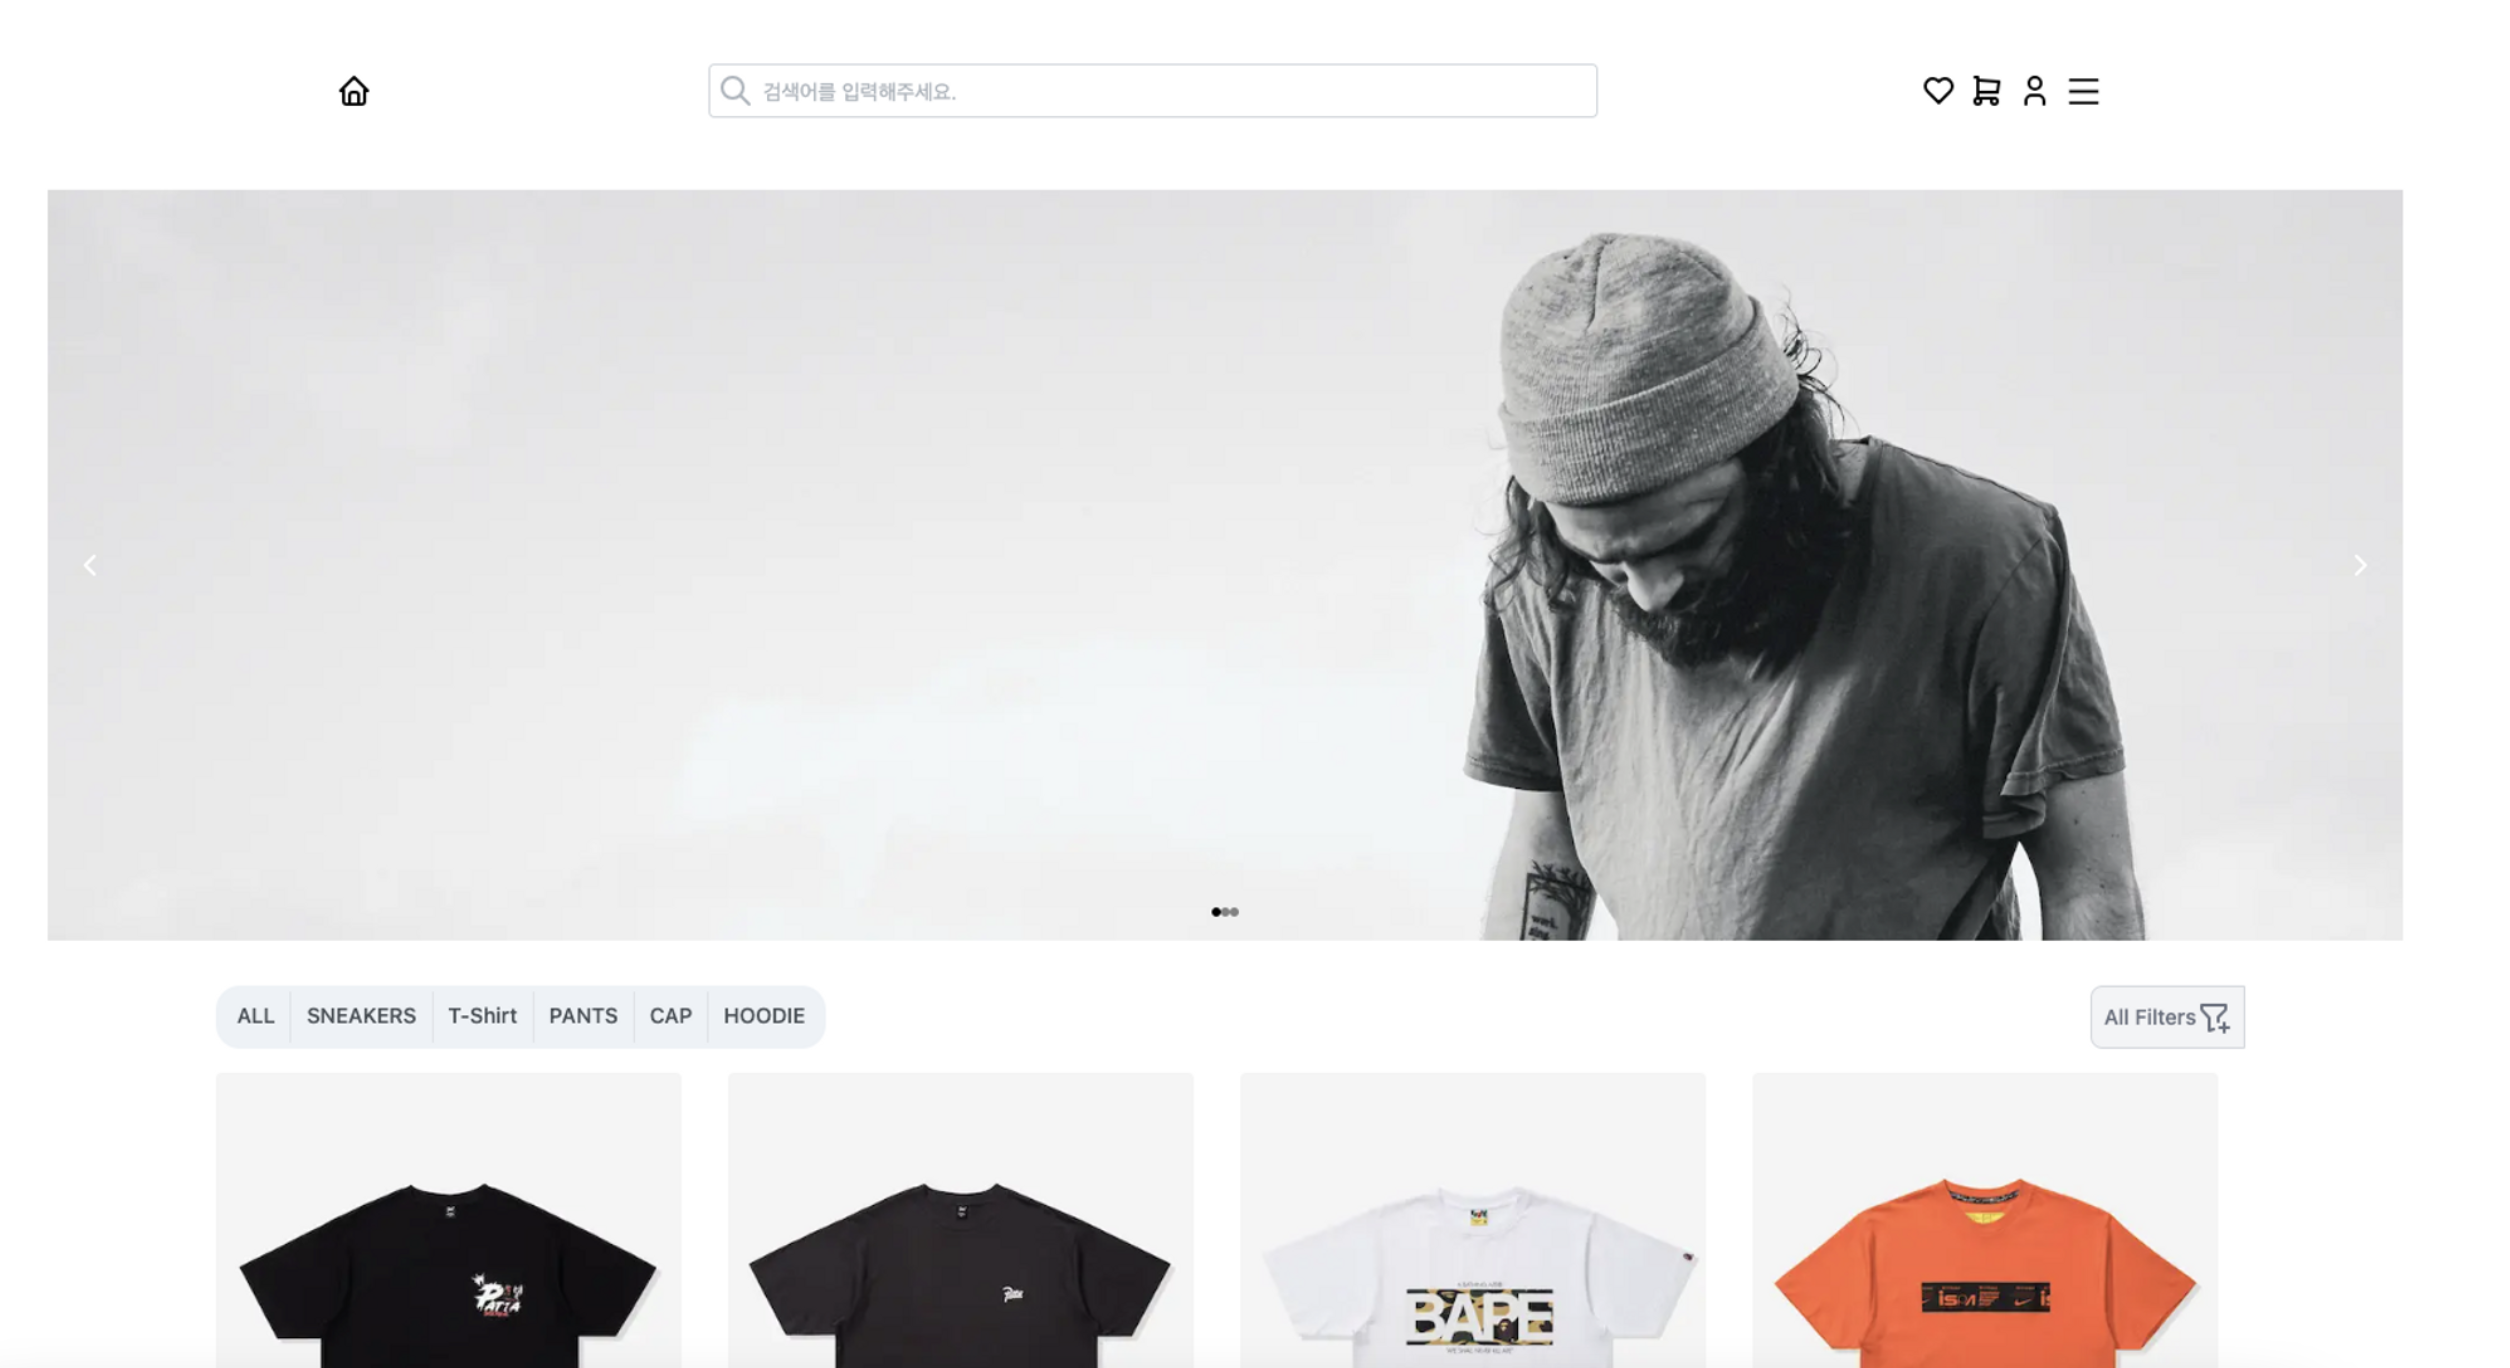 검색어를 입력해주세요.
work.
ALL SNEAKERS T-Shirt PANTS CAP HOODIE
All Filters
PATTA
Patta
BAPE